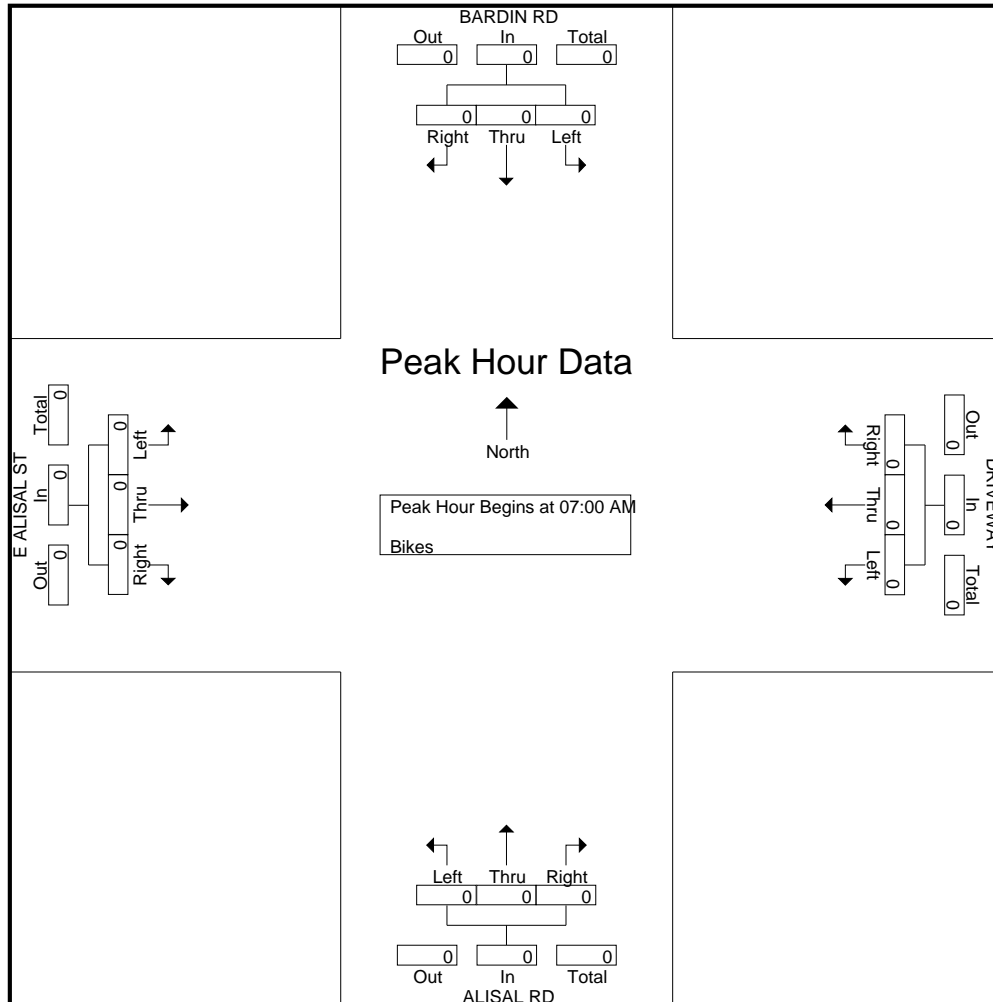 BARDIN RD
Out In Total
0 0 0
0 0 0
Right Thru Left
Peak Hour Data
North
Peak Hour Begins at 07:00 AM
Bikes
E ALISAL ST
Total In Out
0 0 0
0 0 0
Left Thru Right
DRIVEWAY
Out In Total
0 0 0
0 0 0
Right Thru Left
Left Thru Right
0 0 0
0 0 0
Out In Total
ALISAL RD